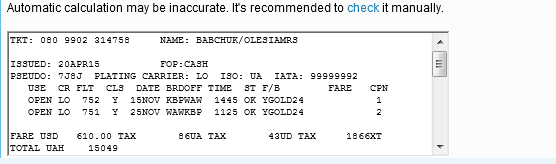 Automatic calculation may be inaccurate. It's recommended to check it manually.
TKT: 080 9902 314758 NAME: BABCHUK/OLESIAMRS
ISSUED: 20APR15 FOP:CASH
PSEUDO: 7J8J PLATING CARRIER: LO ISO: UA IATA: 99999992
USE CR FLT CLS DATE BRDOFF TIME ST F/B FARE CPN
OPEN LO 752 Y 15NOV KBPWAW 1445 OK YGOLD24 1
OPEN LO 751 Y 25NOV WAWKBP 1125 OK YGOLD24 2
FARE USD 610.00 TAX 86UA TAX 43UD TAX 1866XT
TOTAL UAH 15049